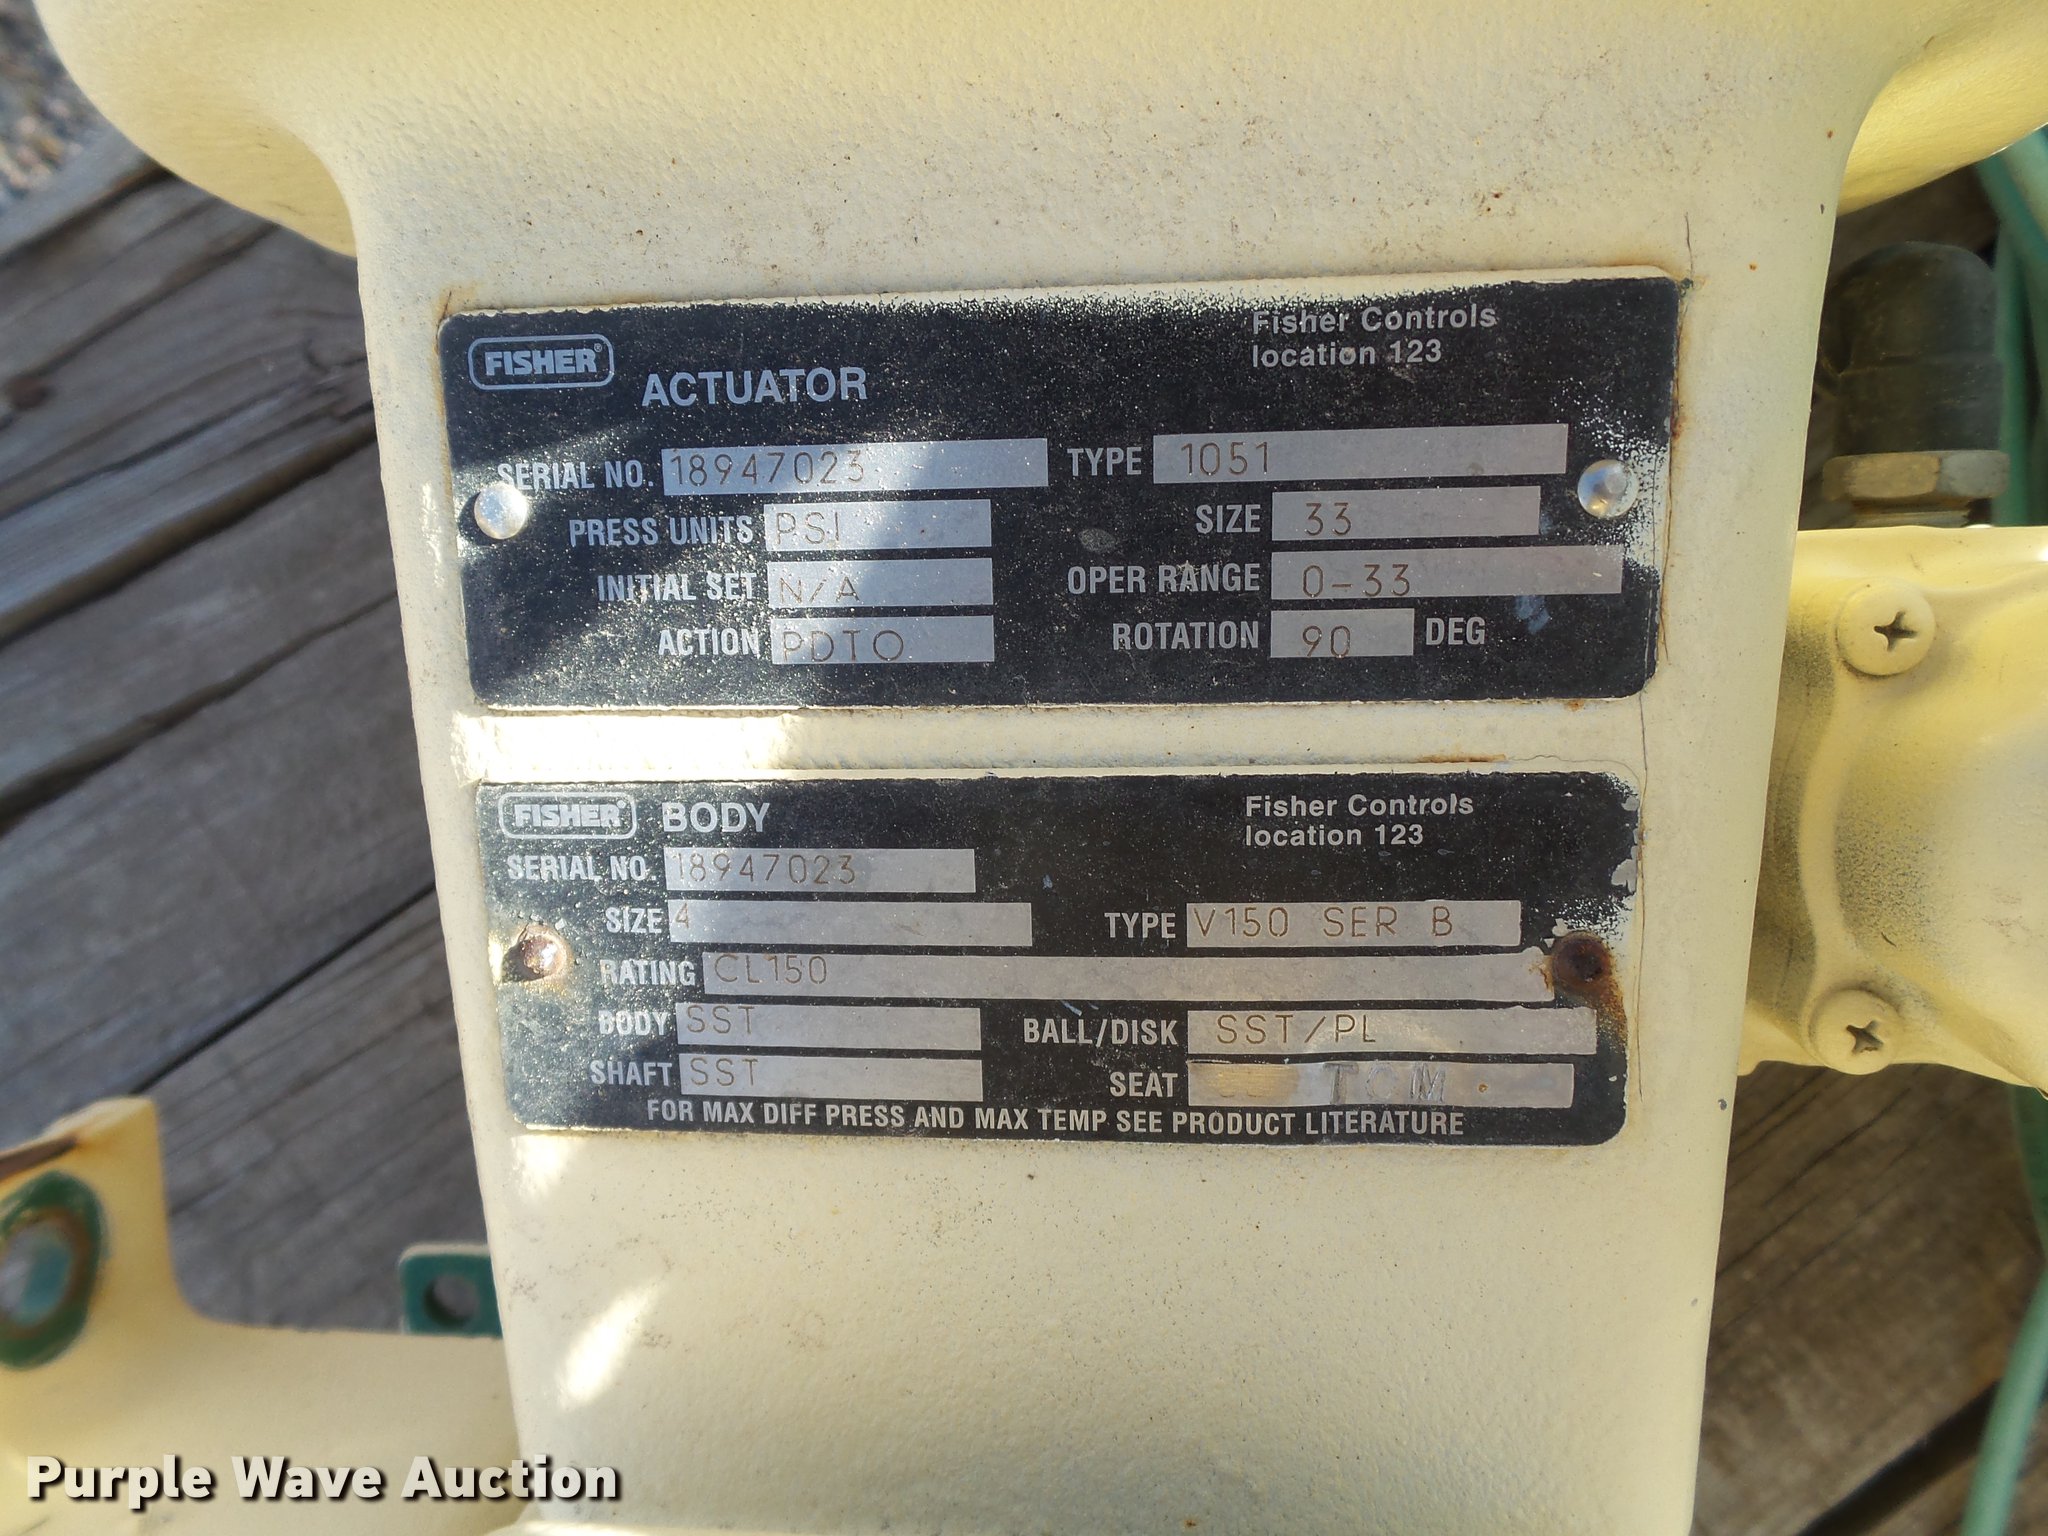 FISHER®
ACTUATOR
Fisher Controls
location 123
SERIAL NO. 18947023 TYPE 1051
PRESS UNITS PSI SIZE 33
INITIAL SET N/A OPER RANGE 0-33
ACTION PDTO ROTATION 90 DEG
FISHER® BODY
Fisher Controls
location 123
SERIAL NO. 18947023
SIZE 4 TYPE V150 SER B
RATING CL150
BODY SST BALL/DISK SST/PL
SHAFT SST SEAT TCM
FOR MAX DIFF PRESS AND MAX TEMP SEE PRODUCT LITERATURE
Purple Wave Auction